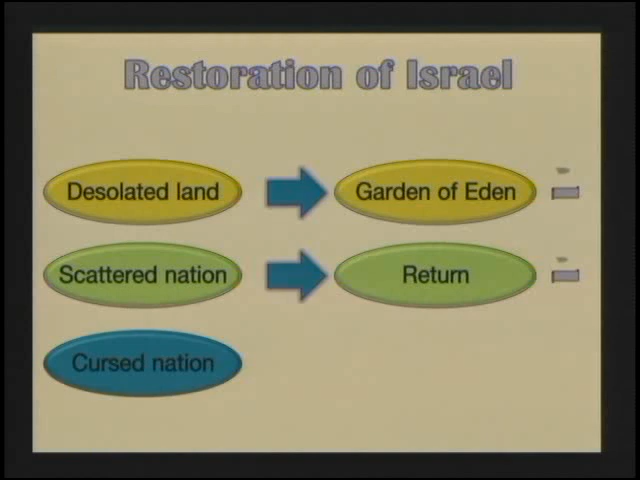 Restoration of Israel
Desolated land
Garden of Eden
Scattered nation
Return
Cursed nation